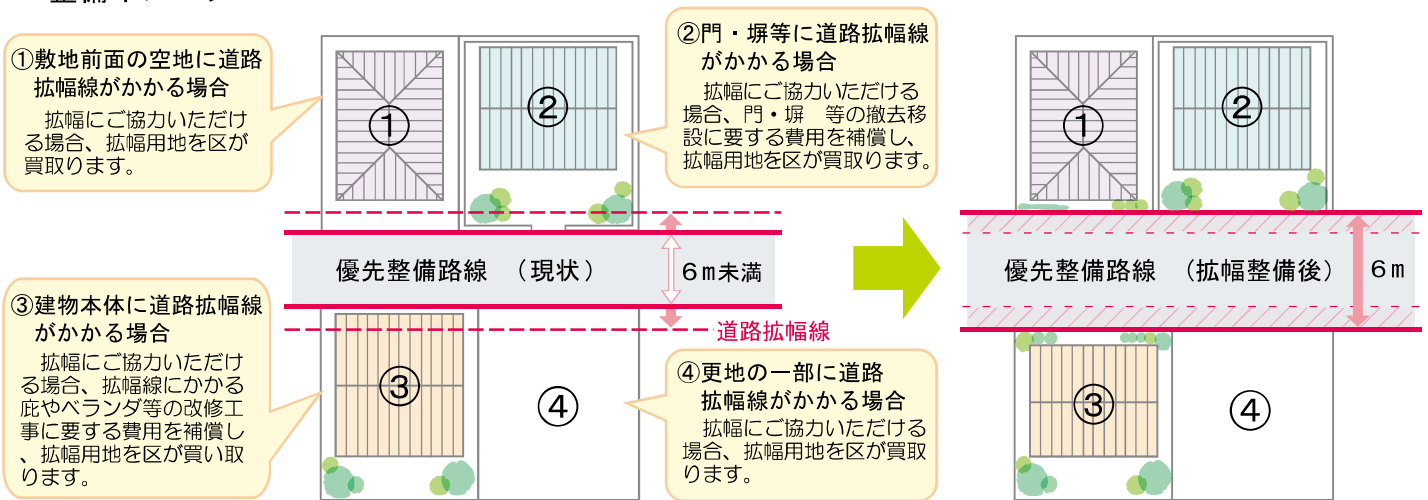 ①敷地前面の空地に道路
拡幅線がかかる場合
拡幅にご協力いただけ
る場合、拡幅用地を区が
買取ります。
②門・塀等に道路拡幅線
がかかる場合
拡幅にご協力いただける
場合、門・塀 等の撤去移
設に要する費用を補償し、
拡幅用地を区が買取ります。
①
②
優先整備路線 (現状)
6m未満
道路拡幅線
③建物本体に道路拡幅線
がかかる場合
拡幅にご協力いただけ
る場合、拡幅線にかかる
庇やベランダ等の改修工
事に要する費用を補償し
、拡幅用地を区が買い取
ります。
③
④
④更地の一部に道路
拡幅線がかかる場合
拡幅にご協力いただける
場合、拡幅用地を区が買取
ります。
①
②
優先整備路線 (拡幅整備後)
6m
③
④